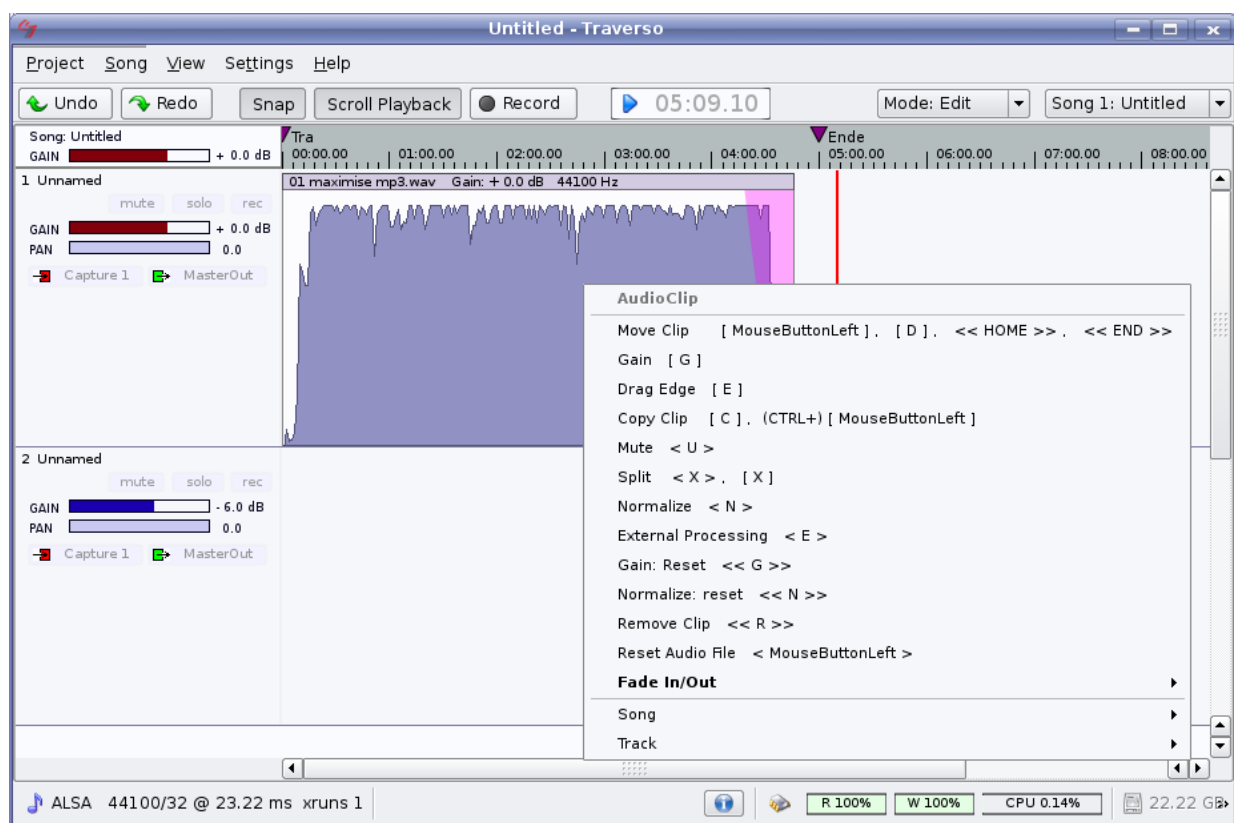 Untitled - Traverso
Project Song View Settings Help
Undo Redo Snap Scroll Playback Record 05:09.10 Mode: Edit Song 1: Untitled
Song: Untitled
GAIN + 0.0 dB
Tra Ende
00:00.00 01:00.00 02:00.00 03:00.00 04:00.00 05:00.00 06:00.00 07:00.00 08:00.00
1 Unnamed
mute solo rec
GAIN + 0.0 dB
PAN 0.0
Capture 1 MasterOut
01 maximise mp3.wav Gain: + 0.0 dB 44100 Hz
2 Unnamed
mute solo rec
GAIN - 6.0 dB
PAN 0.0
Capture 1 MasterOut
AudioClip
Move Clip [ MouseButtonLeft ] , [ D ] , << HOME >> , << END >>
Gain [ G ]
Drag Edge [ E ]
Copy Clip [ C ] , (CTRL+) [ MouseButtonLeft ]
Mute < U >
Split < X > , [ X ]
Normalize < N >
External Processing < E >
Gain: Reset << G >>
Normalize: reset << N >>
Remove Clip << R >>
Reset Audio File < MouseButtonLeft >
Fade In/Out
Song
Track
ALSA 44100/32 @ 23.22 ms xruns 1
R 100% W 100% CPU 0.14% 22.22 GB